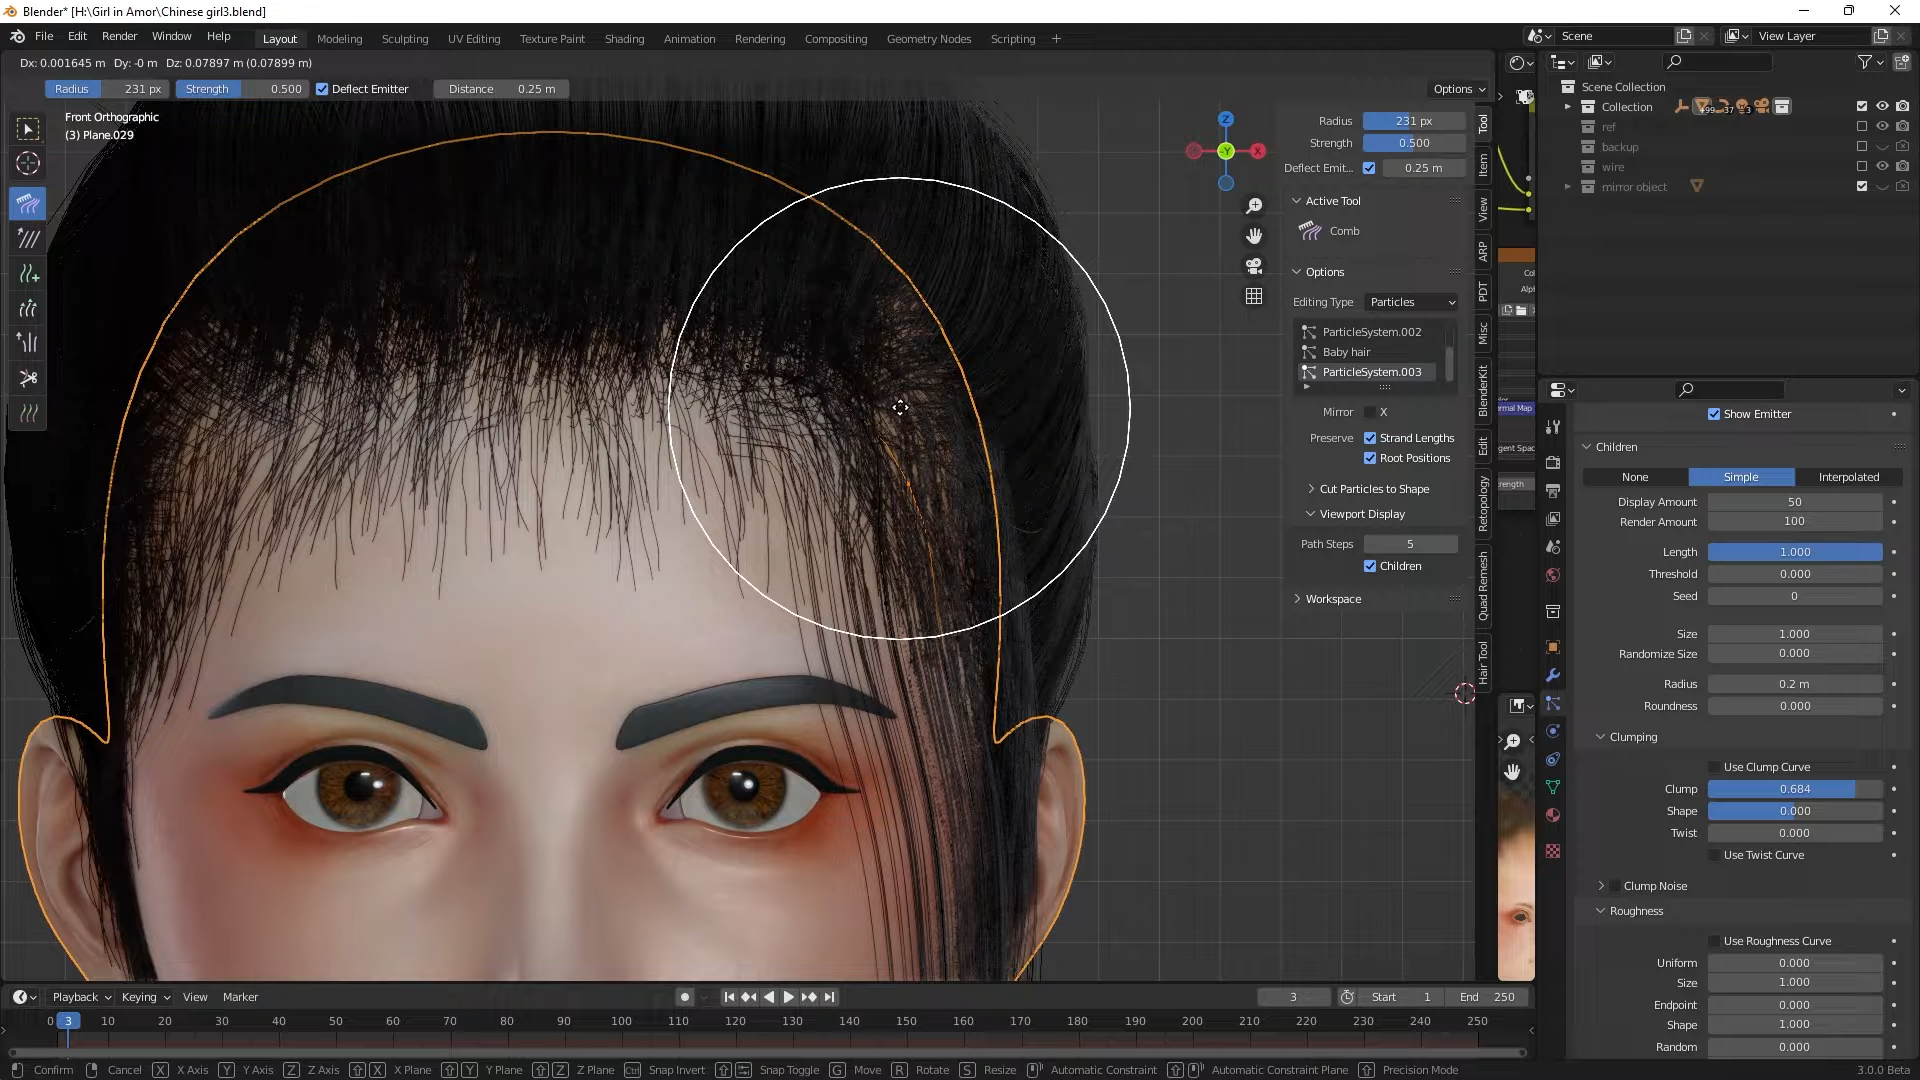 Blender* [H:\Girl in Amor\Chinese girl3.blend]
File Edit Render Window Help Layout Modeling Sculpting UV Editing Texture Paint Shading Animation Rendering Compositing Geometry Nodes Scripting + Scene View Layer
Dx: 0.001645 m Dy: -0 m Dz: 0.07897 m (0.07899 m)
Radius 231 px Strength 0.500 Deflect Emitter Distance 0.25 m Options
Front Orthographic
(3) Plane.029
Z
X
-Y
Radius 231 px
Strength 0.500
Deflect Emit... 0.25 m
Active Tool
Comb
Options
Editing Type Particles
ParticleSystem.002
Baby hair
ParticleSystem.003
Mirror X
Preserve Strand Lengths
Root Positions
Cut Particles to Shape
Viewport Display
Path Steps 5
Children
Workspace
Tool
Item
View
ARP
PDT
Misc
BlenderKit
Edit
Retopology
Quad Remesh
Hair Tool
Col
Alph
ormal Map
gent Spac
rength
Scene Collection
Collection
ref
backup
wire
mirror object
Show Emitter
Children
None Simple Interpolated
Display Amount 50
Render Amount 100
Length 1.000
Threshold 0.000
Seed 0
Size 1.000
Randomize Size 0.000
Radius 0.2 m
Roundness 0.000
Clumping
Use Clump Curve
Clump 0.684
Shape 0.000
Twist 0.000
Use Twist Curve
Clump Noise
Roughness
Use Roughness Curve
Uniform 0.000
Size 1.000
Endpoint 0.000
Shape 1.000
Random 0.000
Playback Keying View Marker 3 Start 1 End 250
0 3 10 20 30 40 50 60 70 80 90 100 110 120 130 140 150 160 170 180 190 200 210 220 230 240 250
Confirm Cancel X X Axis Y Y Axis Z Z Axis X X Plane Y Y Plane Z Z Plane Ctrl Snap Invert Snap Toggle G Move R Rotate S Resize Automatic Constraint Automatic Constraint Plane Precision Mode 3.0.0 Beta